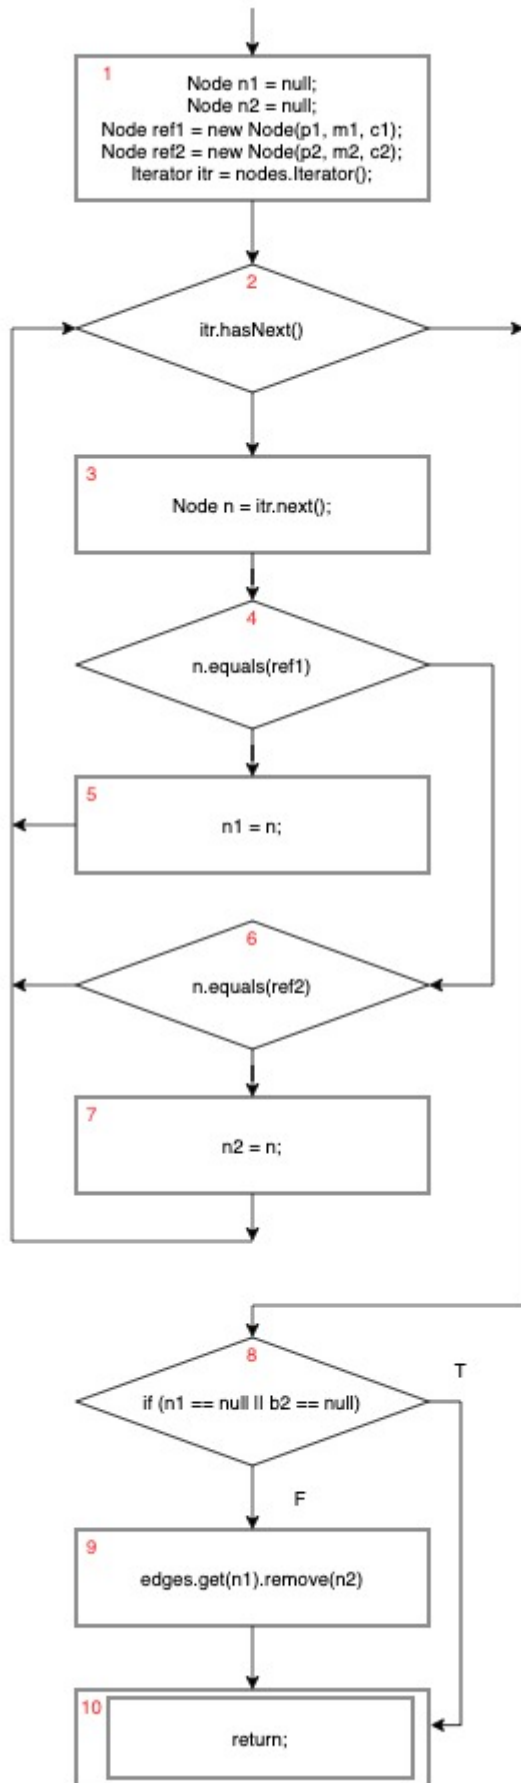 1
Node n1 = null;
Node n2 = null;
Node ref1 = new Node(p1, m1, c1);
Node ref2 = new Node(p2, m2, c2);
Iterator itr = nodes.Iterator();
2
itr.hasNext()
3
Node n = itr.next();
4
n.equals(ref1)
5
n1 = n;
6
n.equals(ref2)
7
n2 = n;
8
if (n1 == null || b2 == null)
T
F
9
edges.get(n1).remove(n2)
10
return;